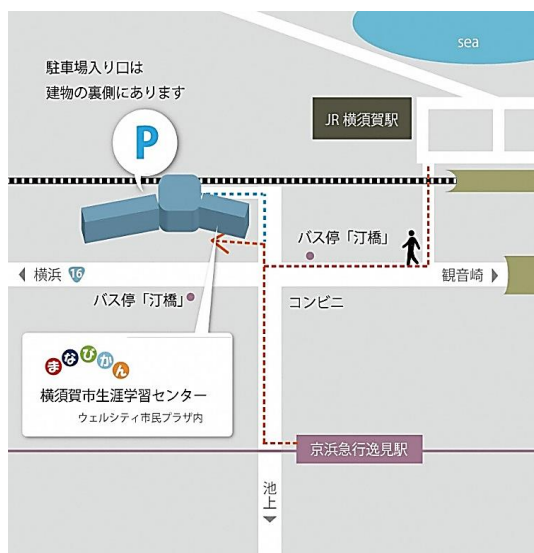 sea
駐車場入り口は
建物の裏側にあります
P
JR 横須賀駅
バス停「汀橋」
横浜 16
観音崎
バス停「汀橋」
コンビニ
まなびかん
横須賀市生涯学習センター
ウェルシティ市民プラザ内
京浜急行逸見駅
池上